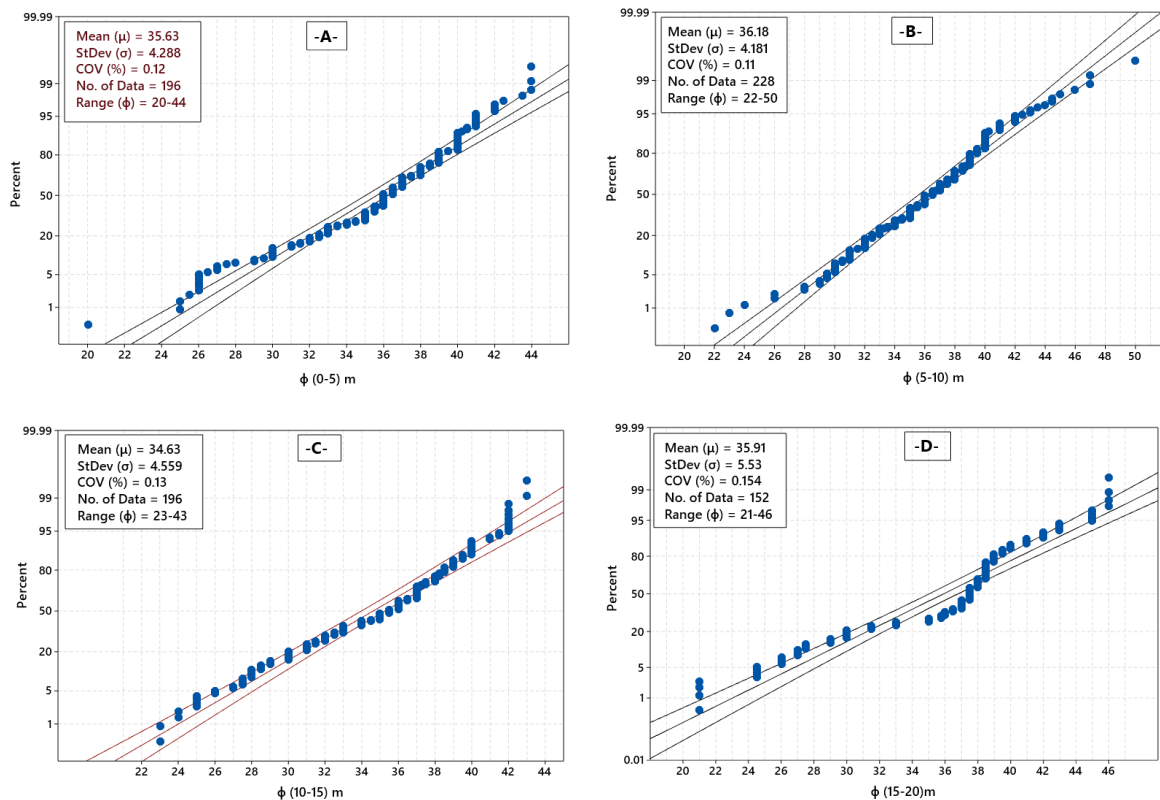 99.99
-A-
Mean (μ) = 35.63
StDev (σ) = 4.288
COV (%) = 0.12
No. of Data = 196
Range (ϕ) = 20-44
99
95
80
50
20
5
1
Percent
20 22 24 26 28 30 32 34 36 38 40 42 44
ϕ (0-5) m
99.99
-B-
Mean (μ) = 36.18
StDev (σ) = 4.181
COV (%) = 0.11
No. of Data = 228
Range (ϕ) = 22-50
99
95
80
50
20
5
1
Percent
20 22 24 26 28 30 32 34 36 38 40 42 44 46 48 50
ϕ (5-10) m
99.99
-C-
Mean (μ) = 34.63
StDev (σ) = 4.559
COV (%) = 0.13
No. of Data = 196
Range (ϕ) = 23-43
99
95
80
50
20
5
1
Percent
22 24 26 28 30 32 34 36 38 40 42 44
ϕ (10-15) m
99.99
-D-
Mean (μ) = 35.91
StDev (σ) = 5.53
COV (%) = 0.154
No. of Data = 152
Range (ϕ) = 21-46
99
95
80
50
20
5
1
0.01
Percent
20 22 24 26 28 30 32 34 36 38 40 42 44 46
ϕ (15-20)m